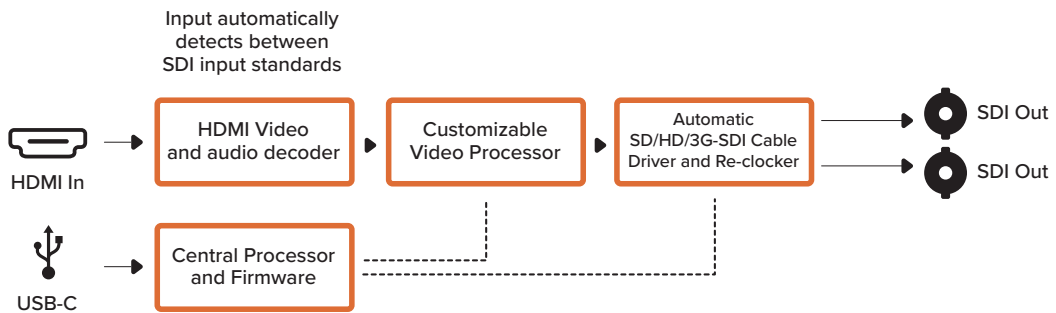 Input automatically
detects between
SDI input standards
HDMI In
HDMI Video
and audio decoder
Customizable
Video Processor
Automatic
SD/HD/3G-SDI Cable
Driver and Re-clocker
SDI Out
SDI Out
USB-C
Central Processor
and Firmware